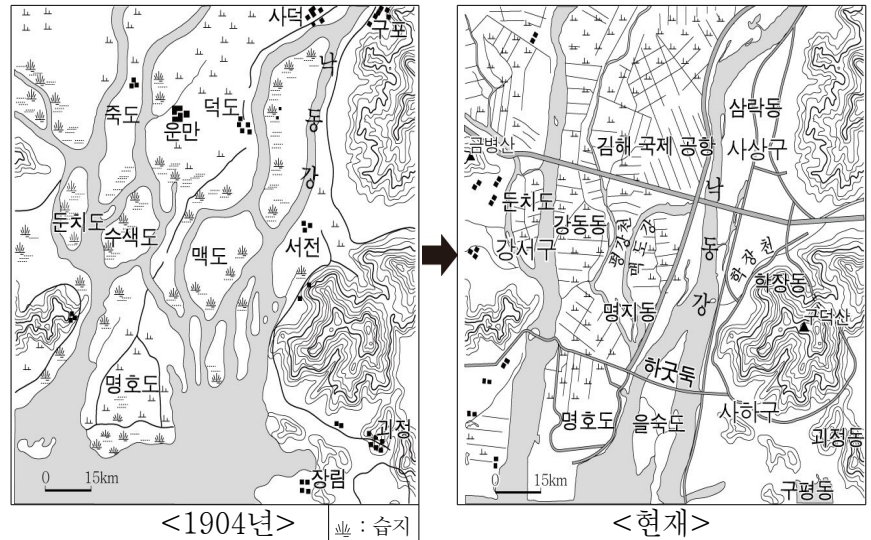 사덕
구포
낙
동
강
죽도
운만
덕도
둔치도
수색도
맥도
서전
명호도
괴정
장림
0 15km
<1904년>
: 습지
삼락동
김해 국제 공항
사상구
금병산
낙
동
강
둔차도
강동동
강서구
평강천
맥도강
학장천
학장동
명지동
구덕산
하굿둑
명호도
을숙도
사하구
괴정동
구평동
0 15km
<현재>